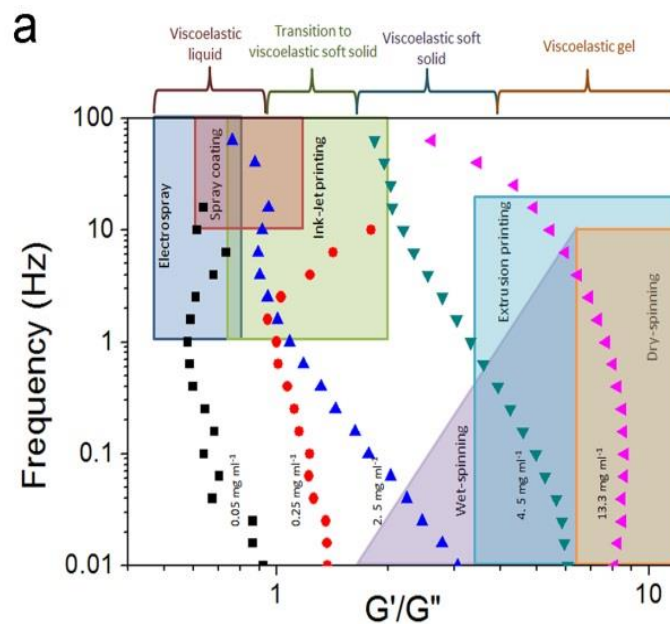 a
Viscoelastic
liquid
Transition to
viscoelastic soft solid
Viscoelastic soft
solid
Viscoelastic gel
100
10
1
0.1
0.01
Frequency (Hz)
Electrospray
Spray coating
Ink-Jet printing
Extrusion printing
Dry-spinning
Wet-spinning
0.05 mg ml⁻¹
0.25 mg ml⁻¹
2.5 mg ml⁻¹
4.5 mg ml⁻¹
13.3 mg ml⁻¹
1
10
G'/G"